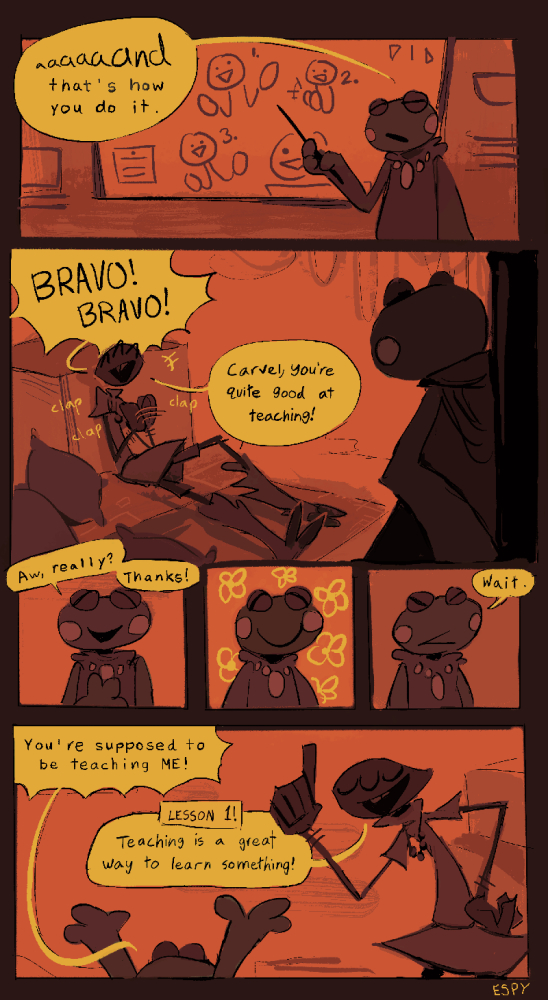 aaaaaand
that's how
you do it.
1.
2.
3.
BRAVO!
BRAVO!
clap
clap
clap
Carvel, you're
quite good at
teaching!
Aw, really?
Thanks!
Wait.
You're supposed to
be teaching ME!
LESSON 1!
Teaching is a great
way to learn something!
ESPY